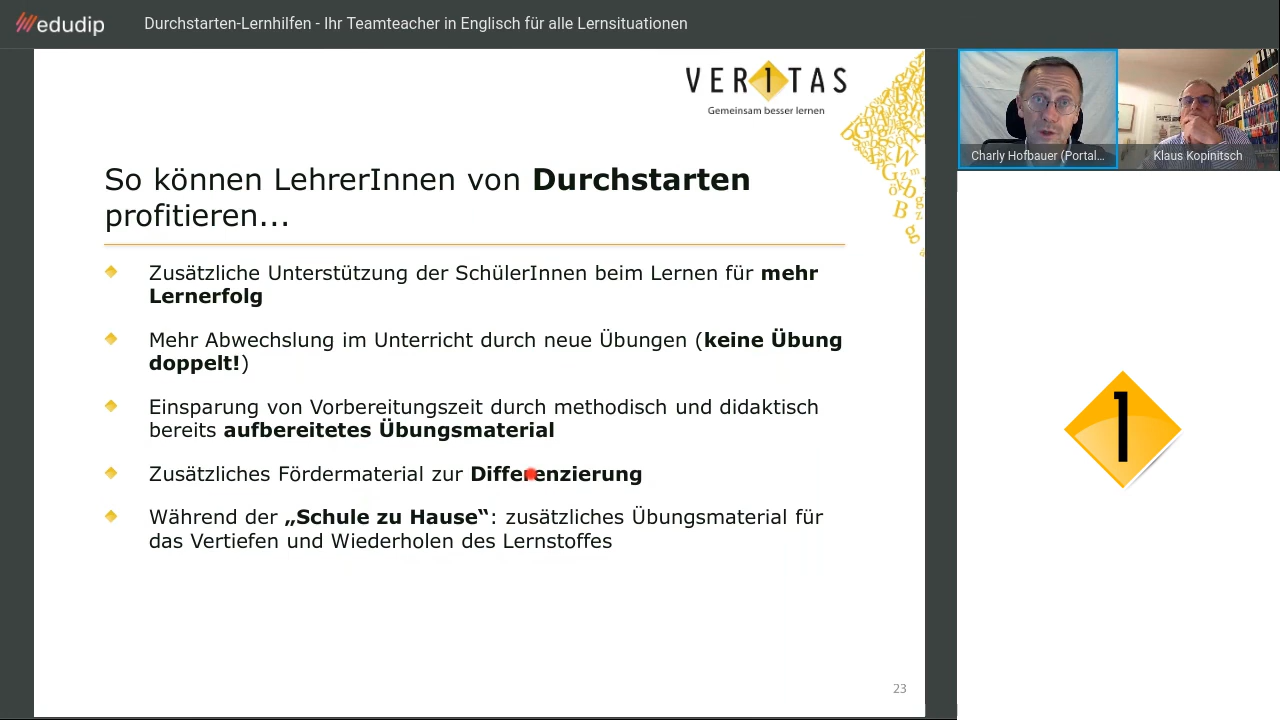 edudip
Durchstarten-Lernhilfen - Ihr Teamteacher in Englisch für alle Lernsituationen
VER1TAS
Gemeinsam besser lernen
So können LehrerInnen von Durchstarten
profitieren...
Zusätzliche Unterstützung der SchülerInnen beim Lernen für mehr
Lernerfolg
Mehr Abwechslung im Unterricht durch neue Übungen (keine Übung
doppelt!)
Einsparung von Vorbereitungszeit durch methodisch und didaktisch
bereits aufbereitetes Übungsmaterial
Zusätzliches Fördermaterial zur Differenzierung
Während der „Schule zu Hause“: zusätzliches Übungsmaterial für
das Vertiefen und Wiederholen des Lernstoffes
23
Charly Hofbauer (Portal...
Klaus Kopinitsch
1